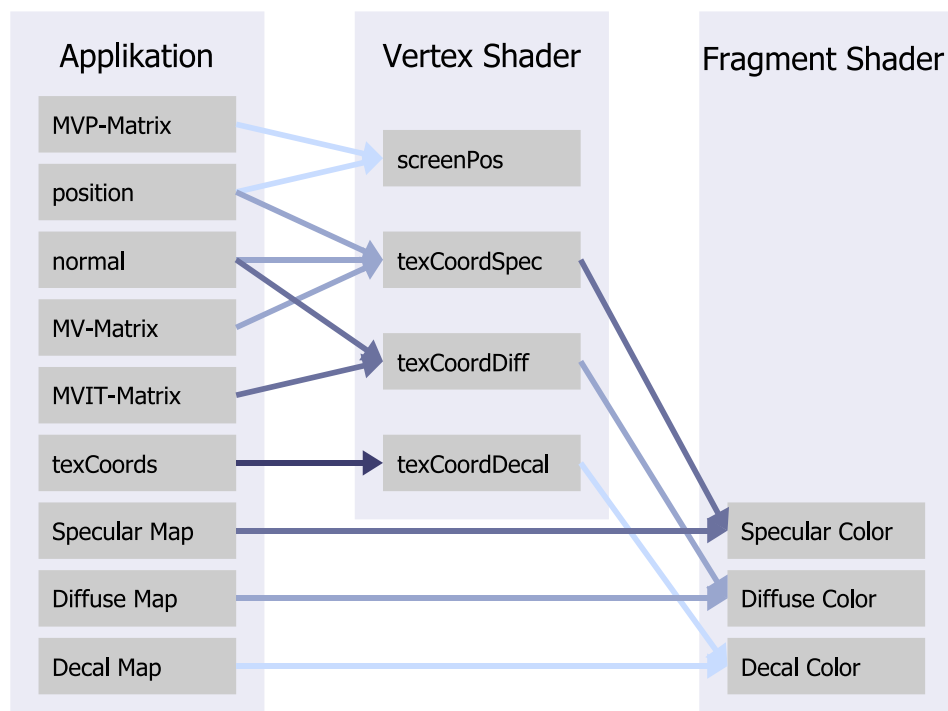 Applikation
MVP-Matrix
position
normal
MV-Matrix
MVIT-Matrix
texCoords
Specular Map
Diffuse Map
Decal Map
Vertex Shader
screenPos
texCoordSpec
texCoordDiff
texCoordDecal
Fragment Shader
Specular Color
Diffuse Color
Decal Color